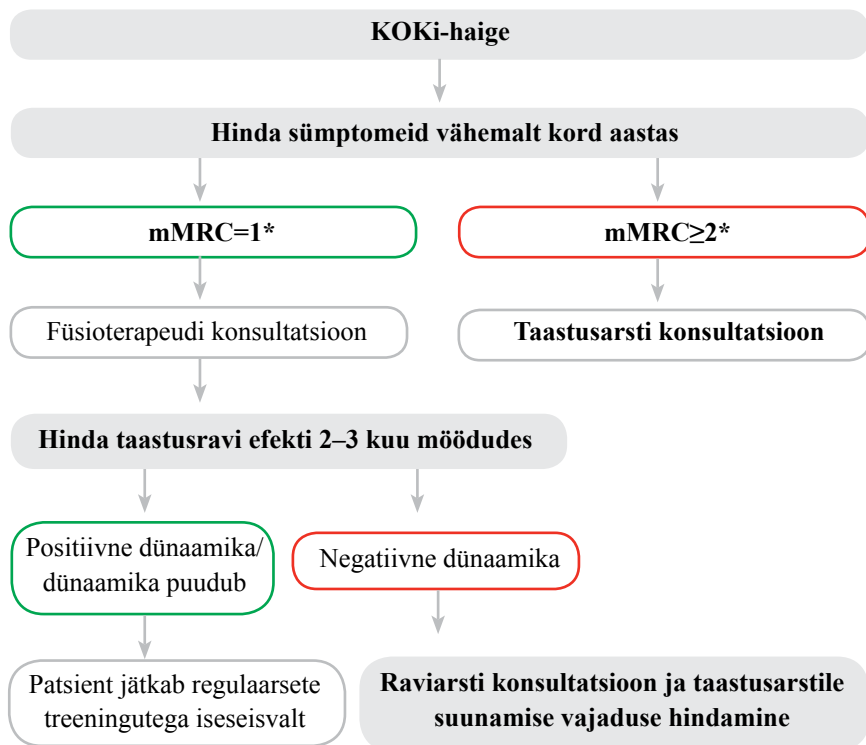 KOKi-haige
Hinda sümptomeid vähemalt kord aastas
mMRC=1*
mMRC≥2*
Füsioterapeudi konsultatsioon
Taastusarsti konsultatsioon
Hinda taastusravi efekti 2–3 kuu möödudes
Positiivne dünaamika/
dünaamika puudub
Negatiivne dünaamika
Patsient jätkab regulaarsete
treeningutega iseseisvalt
Raviarsti konsultatsioon ja taastusarstile
suunamise vajaduse hindamine